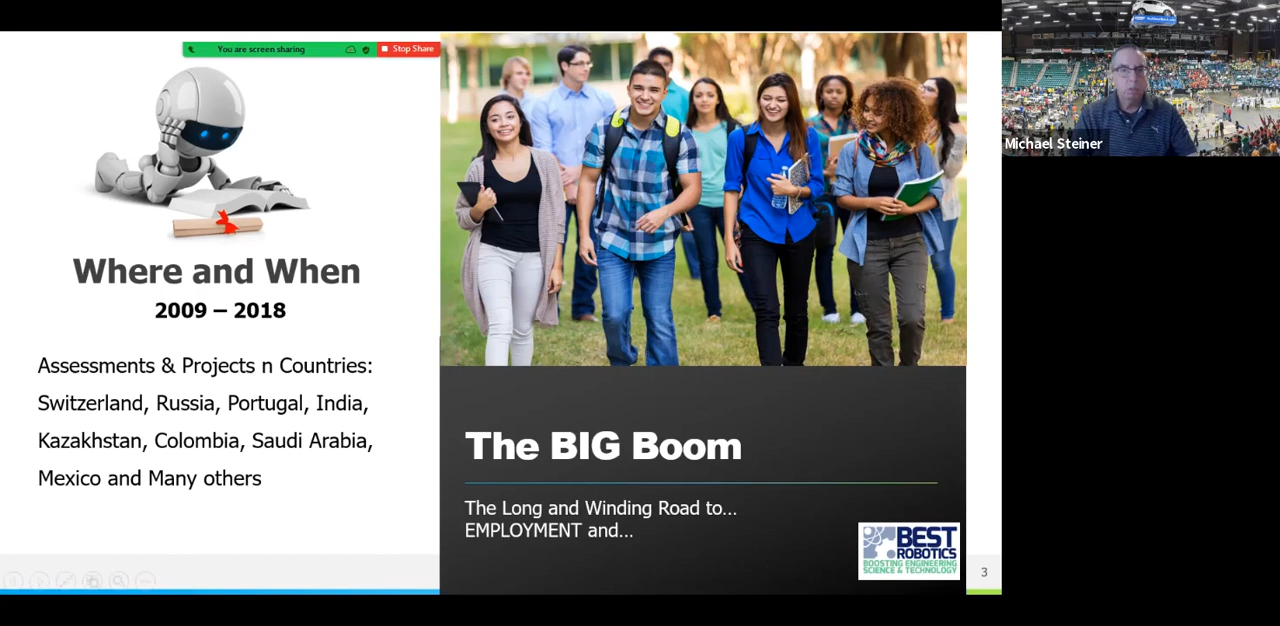 You are screen sharing
Stop Share
Where and When
2009 – 2018
Assessments & Projects n Countries:
Switzerland, Russia, Portugal, India,
Kazakhstan, Colombia, Saudi Arabia,
Mexico and Many others
The BIG Boom
The Long and Winding Road to...
EMPLOYMENT and...
BEST
ROBOTICS
BOOSTING ENGINEERING
SCIENCE & TECHNOLOGY
3
Michael Steiner